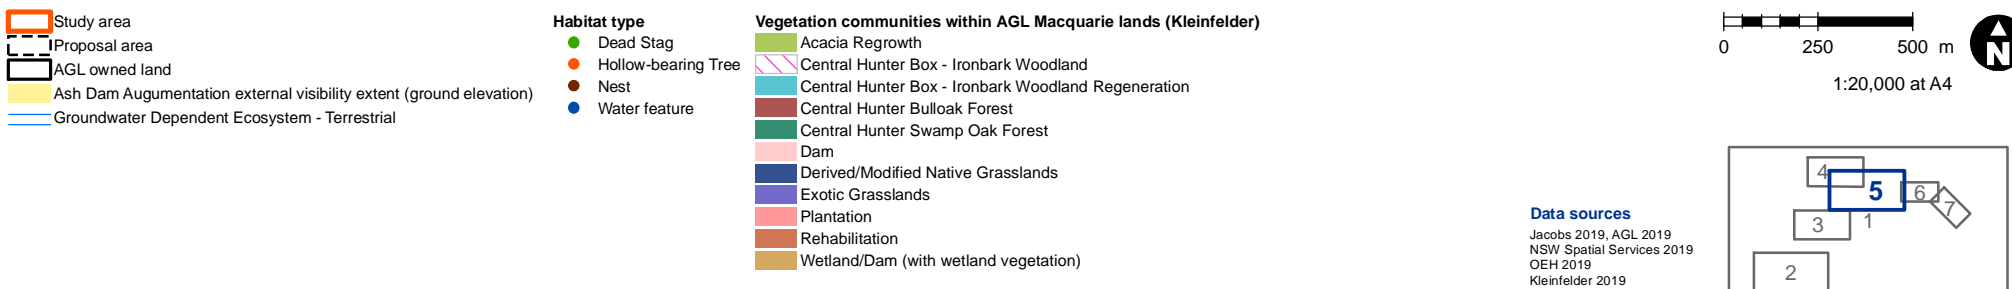 Study area
Proposal area
AGL owned land
Ash Dam Augumentation external visibility extent (ground elevation)
Groundwater Dependent Ecosystem - Terrestrial
Habitat type
Dead Stag
Hollow-bearing Tree
Nest
Water feature
Vegetation communities within AGL Macquarie lands (Kleinfelder)
Acacia Regrowth
Central Hunter Box - Ironbark Woodland
Central Hunter Box - Ironbark Woodland Regeneration
Central Hunter Bulloak Forest
Central Hunter Swamp Oak Forest
Dam
Derived/Modified Native Grasslands
Exotic Grasslands
Plantation
Rehabilitation
Wetland/Dam (with wetland vegetation)
0 250 500 m
N
1:20,000 at A4
Data sources
Jacobs 2019, AGL 2019
NSW Spatial Services 2019
OEH 2019
Kleinfelder 2019
4
5
6
7
3
1
2